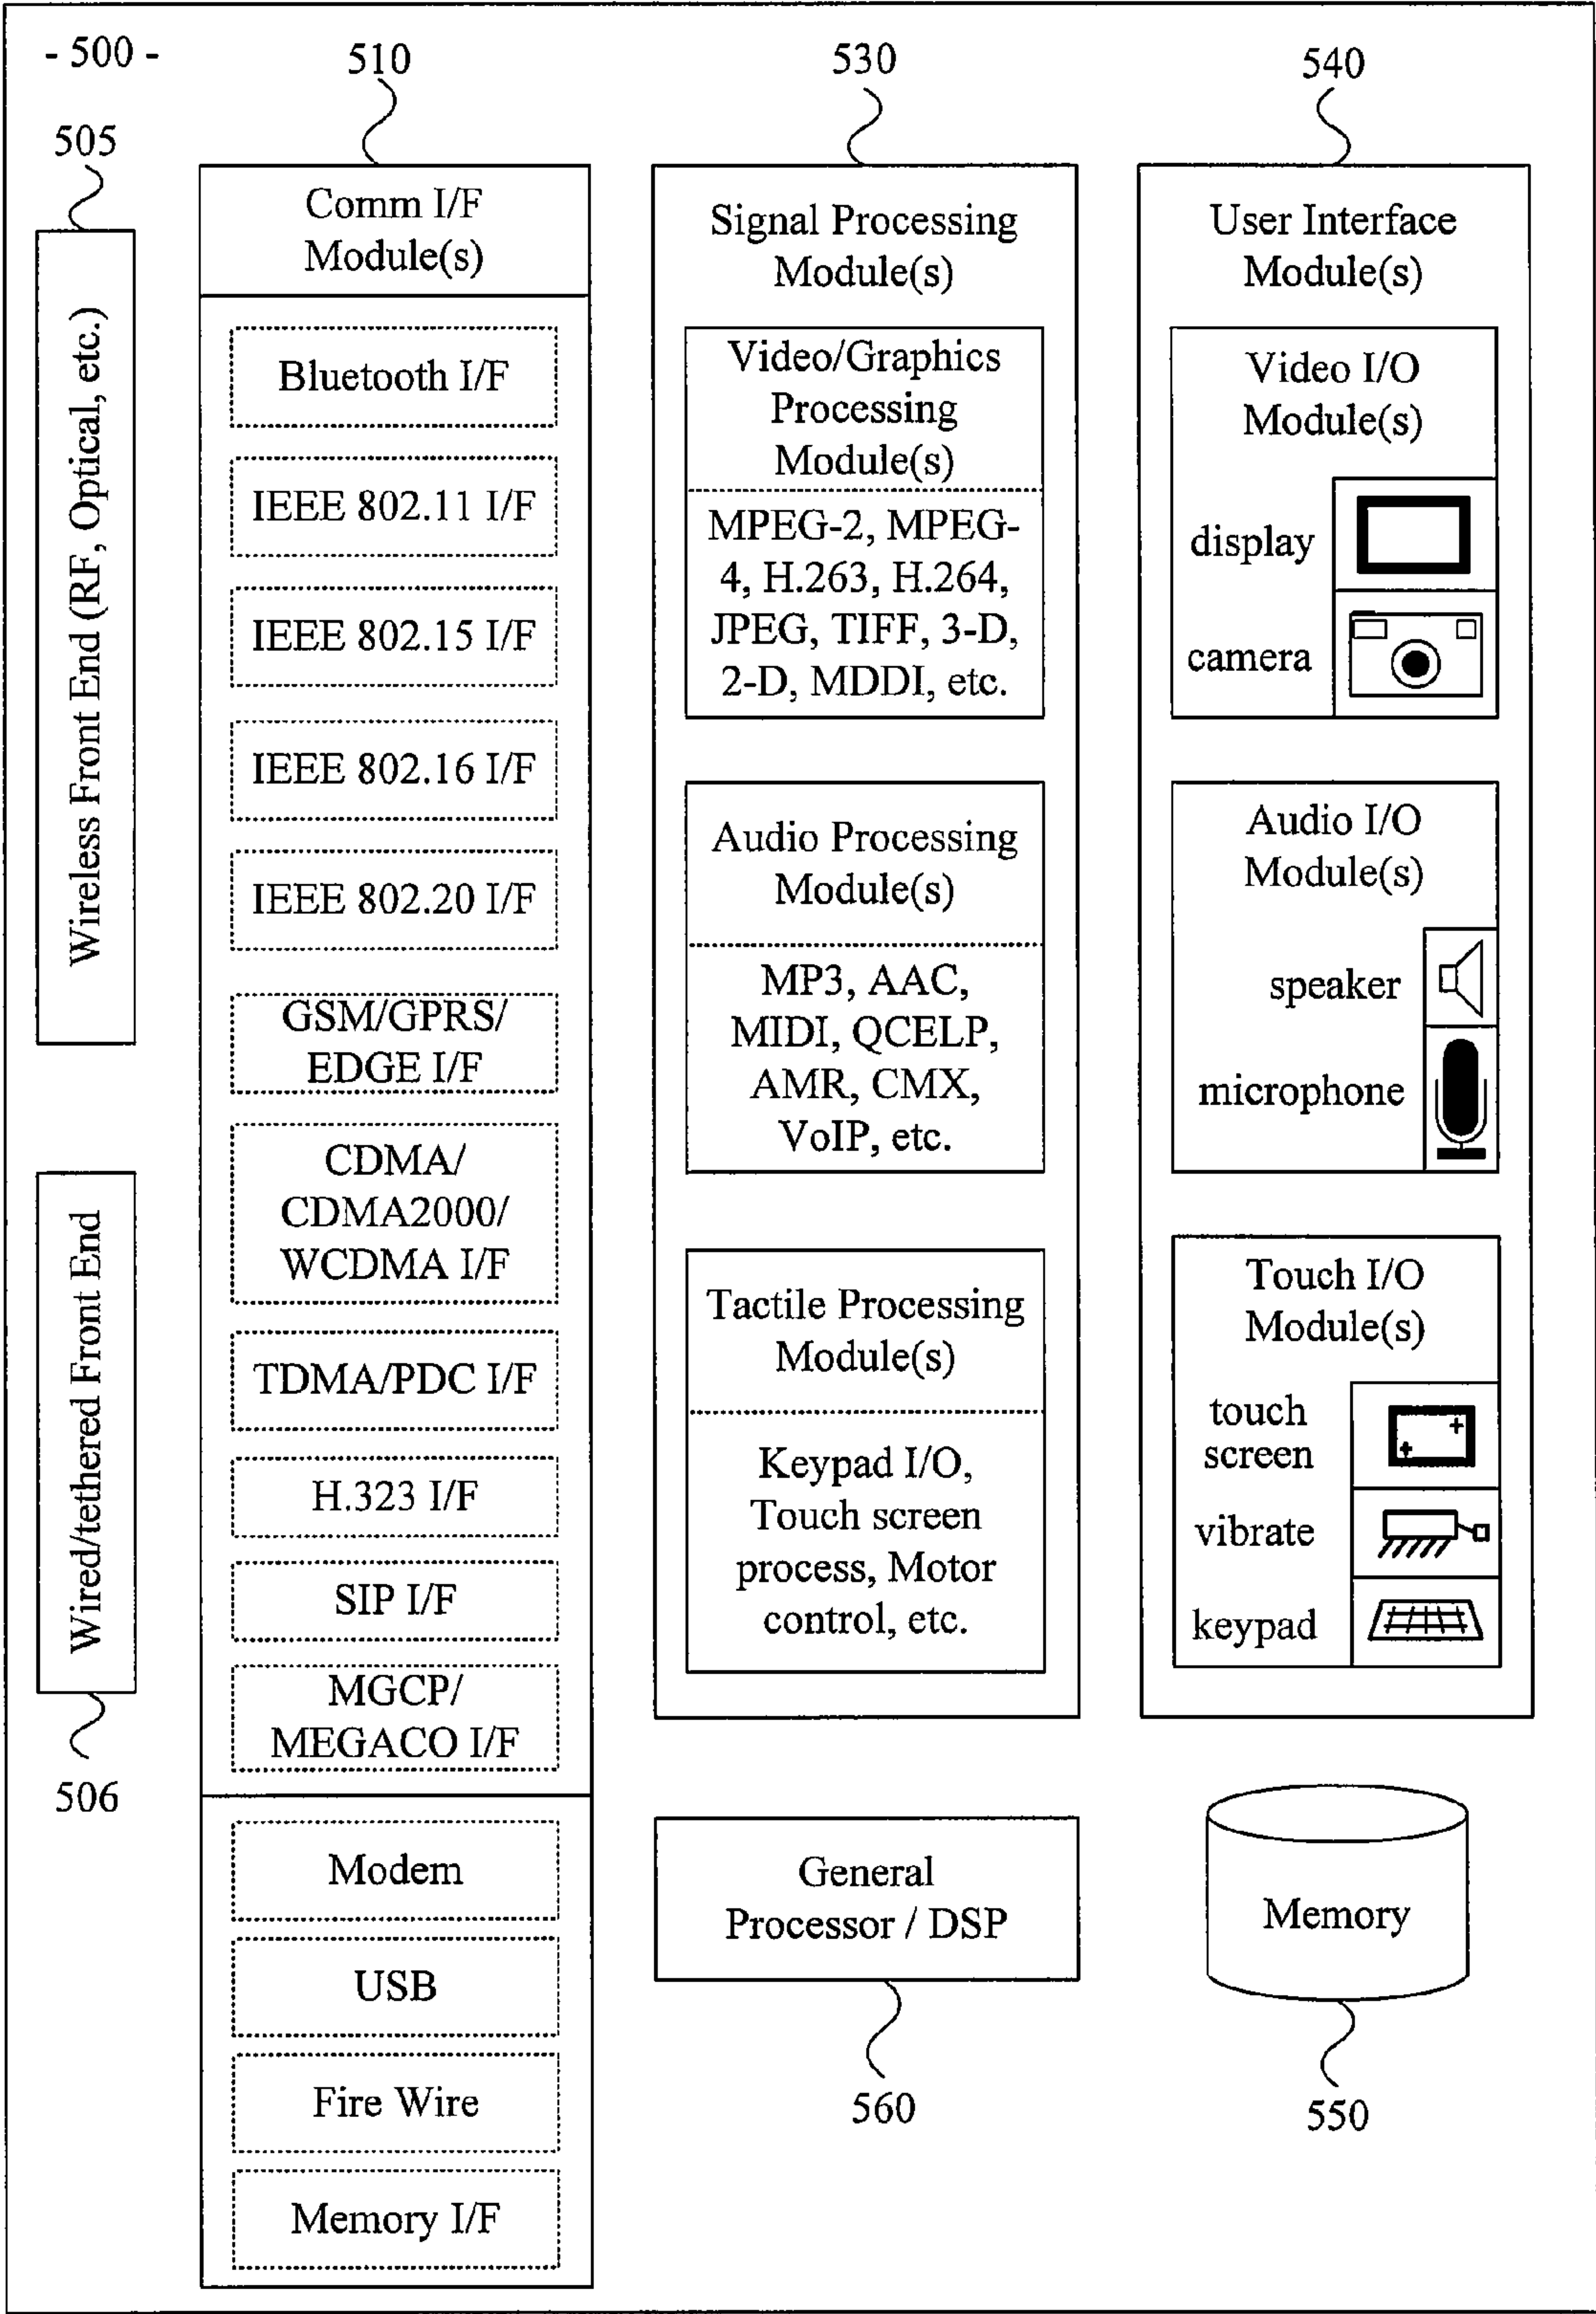 - 500 -
505
Wireless Front End (RF, Optical, etc.)
Wired/tethered Front End
506
510
Comm I/F
Module(s)
Bluetooth I/F
IEEE 802.11 I/F
IEEE 802.15 I/F
IEEE 802.16 I/F
IEEE 802.20 I/F
GSM/GPRS/
EDGE I/F
CDMA/
CDMA2000/
WCDMA I/F
TDMA/PDC I/F
H.323 I/F
SIP I/F
MGCP/
MEGACO I/F
Modem
USB
Fire Wire
Memory I/F
530
Signal Processing
Module(s)
Video/Graphics
Processing
Module(s)
MPEG-2, MPEG-
4, H.263, H.264,
JPEG, TIFF, 3-D,
2-D, MDDI, etc.
Audio Processing
Module(s)
MP3, AAC,
MIDI, QCELP,
AMR, CMX,
VoIP, etc.
Tactile Processing
Module(s)
Keypad I/O,
Touch screen
process, Motor
control, etc.
General
Processor / DSP
560
540
User Interface
Module(s)
Video I/O
Module(s)
display
camera
Audio I/O
Module(s)
speaker
microphone
Touch I/O
Module(s)
touch
screen
vibrate
keypad
Memory
550